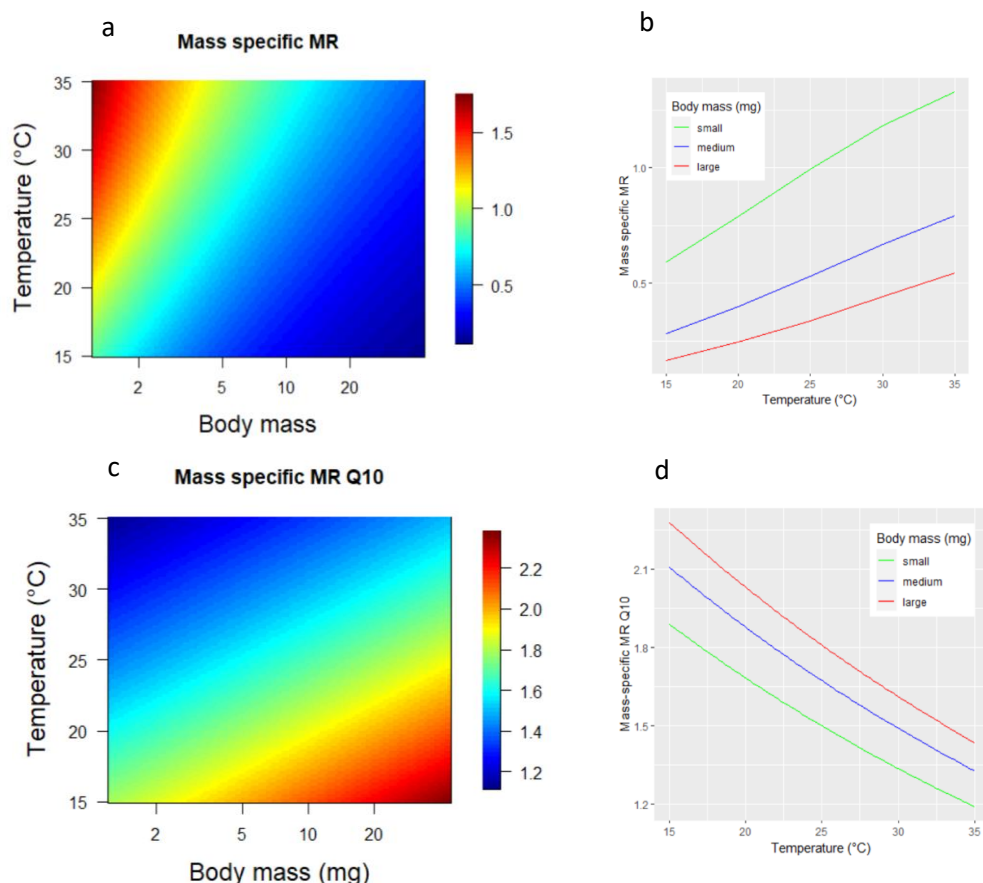 a
Mass specific MR
35
30
25
20
15
Temperature (°C)
2 5 10 20
Body mass
1.5
1.0
0.5
b
Body mass (mg)
small
medium
large
1.0
0.5
Mass specific MR
15 20 25 30 35
Temperature (°C)
c
Mass specific MR Q10
35
30
25
20
15
Temperature (°C)
2 5 10 20
Body mass (mg)
2.2
2.0
1.8
1.6
1.4
1.2
d
Body mass (mg)
small
medium
large
2.1
1.8
1.5
1.2
Mass-specific MR Q10
15 20 25 30 35
Temperature (°C)